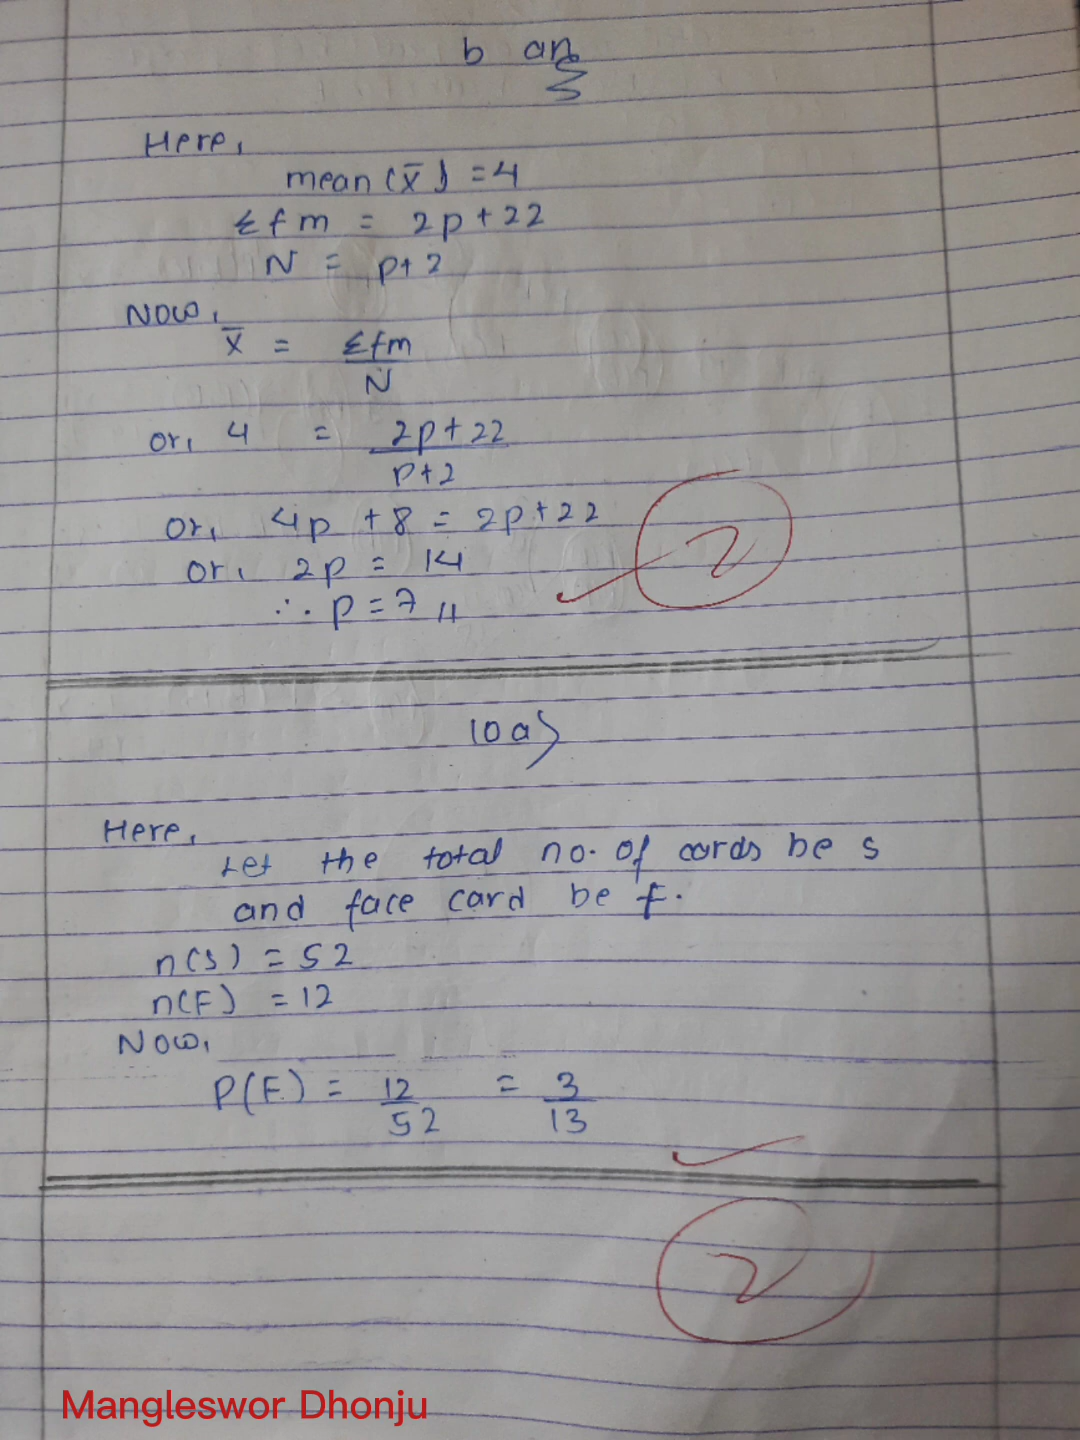 b ans
Here,
mean (x̄) = 4
Σfm = 2p+22
N = p+2
Now,
x̄ = Σfm
N
or, 4 = 2p+22
p+2
or, 4p +8 = 2p+22
or, 2p = 14
∴ p=7 ,,
2
10 a)
Here,
Let the total no. of cards be s
and face card be F.
n(s) = 52
n(F) = 12
Now,
P(F) = 12 = 3
52 13
2
Mangleswor Dhonju